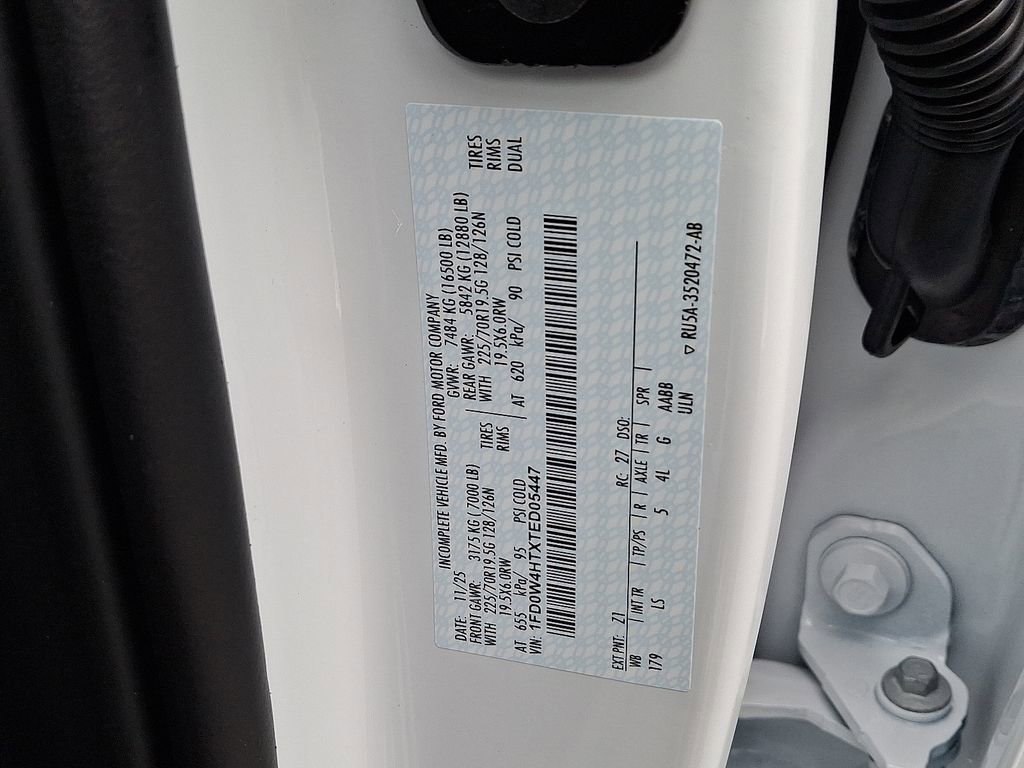 INCOMPLETE VEHICLE MFD. BY FORD MOTOR COMPANY
DATE: 11/25 GVWR: 7484 KG (16500 LB)
FRONT GAWR: 3175 KG (7000 LB) REAR GAWR: 5842 KG (12880 LB)
WITH 225/70R19.5G 128/126N TIRES WITH 225/70R19.5G 128/126N TIRES
19.5X6.0RW RIMS 19.5X6.0RW RIMS
AT 655 kPa/ 95 PSI COLD AT 620 kPa/ 90 PSI COLD DUAL
VIN: 1FD0W4HTXTED05447
EXT PNT: Z1 RC: 27 DSO:
WB INT TR TP/PS R AXLE TR SPR
179 LS 5 4L G AABB
ULN
▽ RU5A-3520472-AB